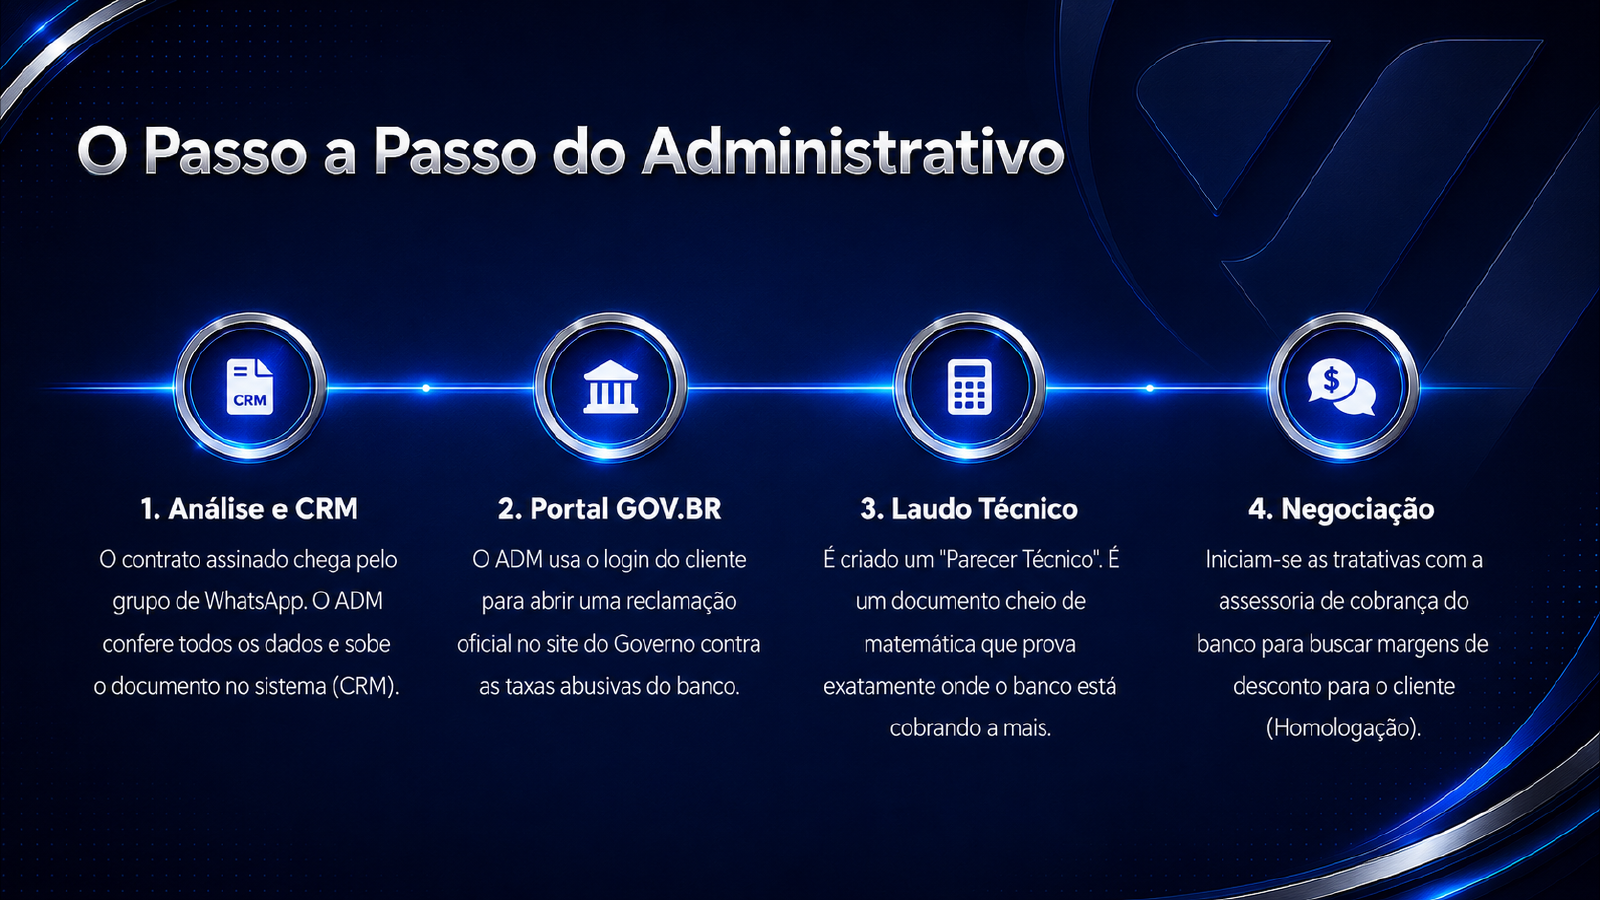 O Passo a Passo do Administrativo
CRM
$
1. Análise e CRM
O contrato assinado chega pelo
grupo de WhatsApp. O ADM
confere todos os dados e sobe
o documento no sistema (CRM).
2. Portal GOV.BR
O ADM usa o login do cliente
para abrir uma reclamação
oficial no site do Governo contra
as taxas abusivas do banco.
3. Laudo Técnico
É criado um "Parecer Técnico". É
um documento cheio de
matemática que prova
exatamente onde o banco está
cobrando a mais.
4. Negociação
Iniciam-se as tratativas com a
assessoria de cobrança do
banco para buscar margens de
desconto para o cliente
(Homologação).